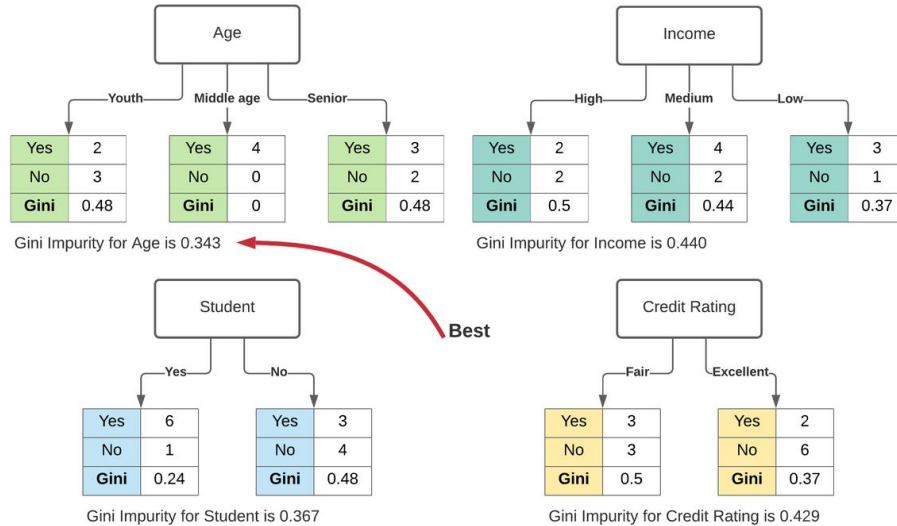 Age
Youth Middle age Senior
Yes 2
No 3
Gini 0.48
Yes 4
No 0
Gini 0
Yes 3
No 2
Gini 0.48
Gini Impurity for Age is 0.343
Income
High Medium Low
Yes 2
No 2
Gini 0.5
Yes 4
No 2
Gini 0.44
Yes 3
No 1
Gini 0.37
Gini Impurity for Income is 0.440
Best
Student
Yes No
Yes 6
No 1
Gini 0.24
Yes 3
No 4
Gini 0.48
Gini Impurity for Student is 0.367
Credit Rating
Fair Excellent
Yes 3
No 3
Gini 0.5
Yes 2
No 6
Gini 0.37
Gini Impurity for Credit Rating is 0.429